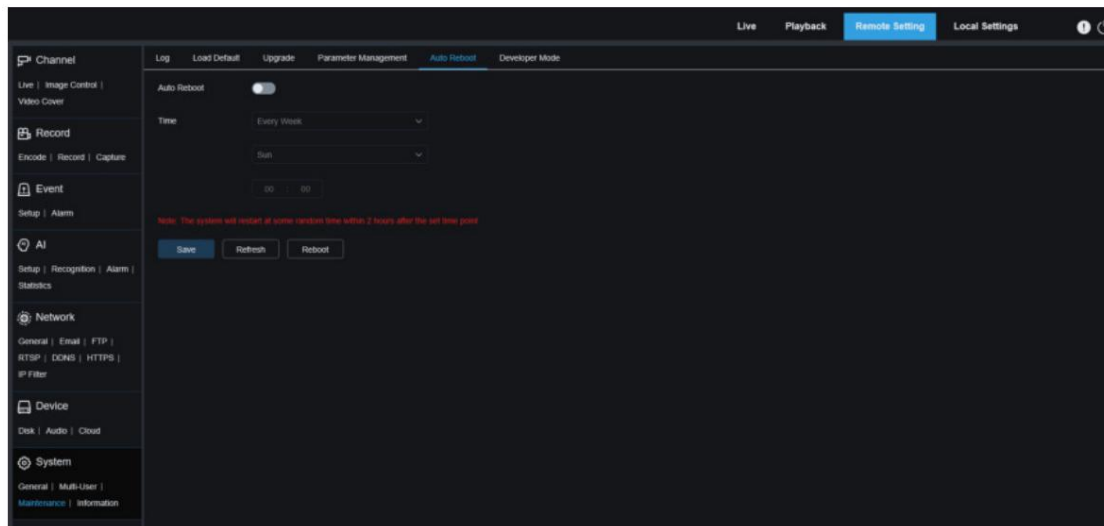 Live Playback Remote Setting Local Settings
Channel
Live | Image Control |
Video Cover
Record
Encode | Record | Capture
Event
Setup | Alarm
AI
Setup | Recognition | Alarm |
Statistics
Network
General | Email | FTP |
RTSP | DDNS | HTTPS |
IP Filter
Device
Disk | Audio | Cloud
System
General | Multi-User |
Maintenance | Information
Log Load Default Upgrade Parameter Management Auto Reboot Developer Mode
Auto Reboot
Time Every Week
Sun
00 : 00
Note: The system will restart at some random time within 2 hours after the set time point
Save Refresh Reboot